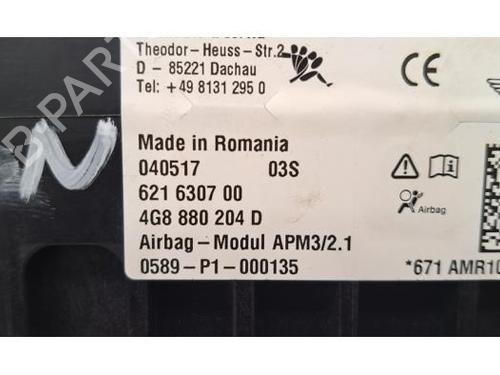 Theodor-Heuss-Str.2
D - 85221 Dachau
Tel: +49 8131 295 0
CE
Made in Romania
040517 03S
621 6307 00
4G8 880 204 D
Airbag
Airbag-Modul APM3/2.1
0589-P1-000135
*671 AMR10
N
B-PARTS